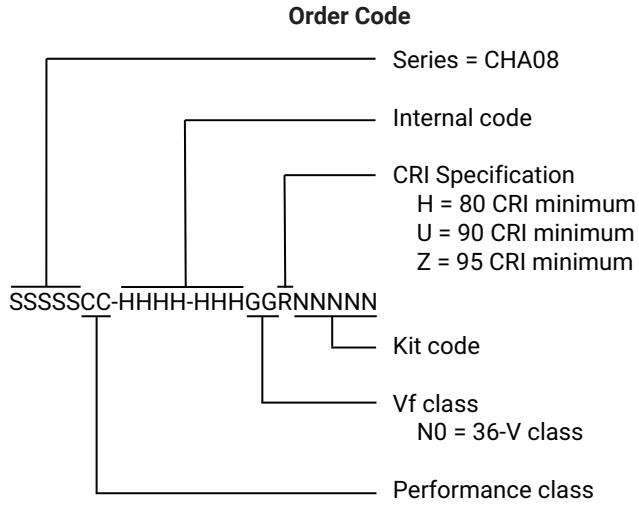 Order Code
Series = CHA08
Internal code
CRI Specification
H = 80 CRI minimum
U = 90 CRI minimum
Z = 95 CRI minimum
SSSSSCC-HHHH-HHHGGRNNNNN
Kit code
Vf class
N0 = 36-V class
Performance class